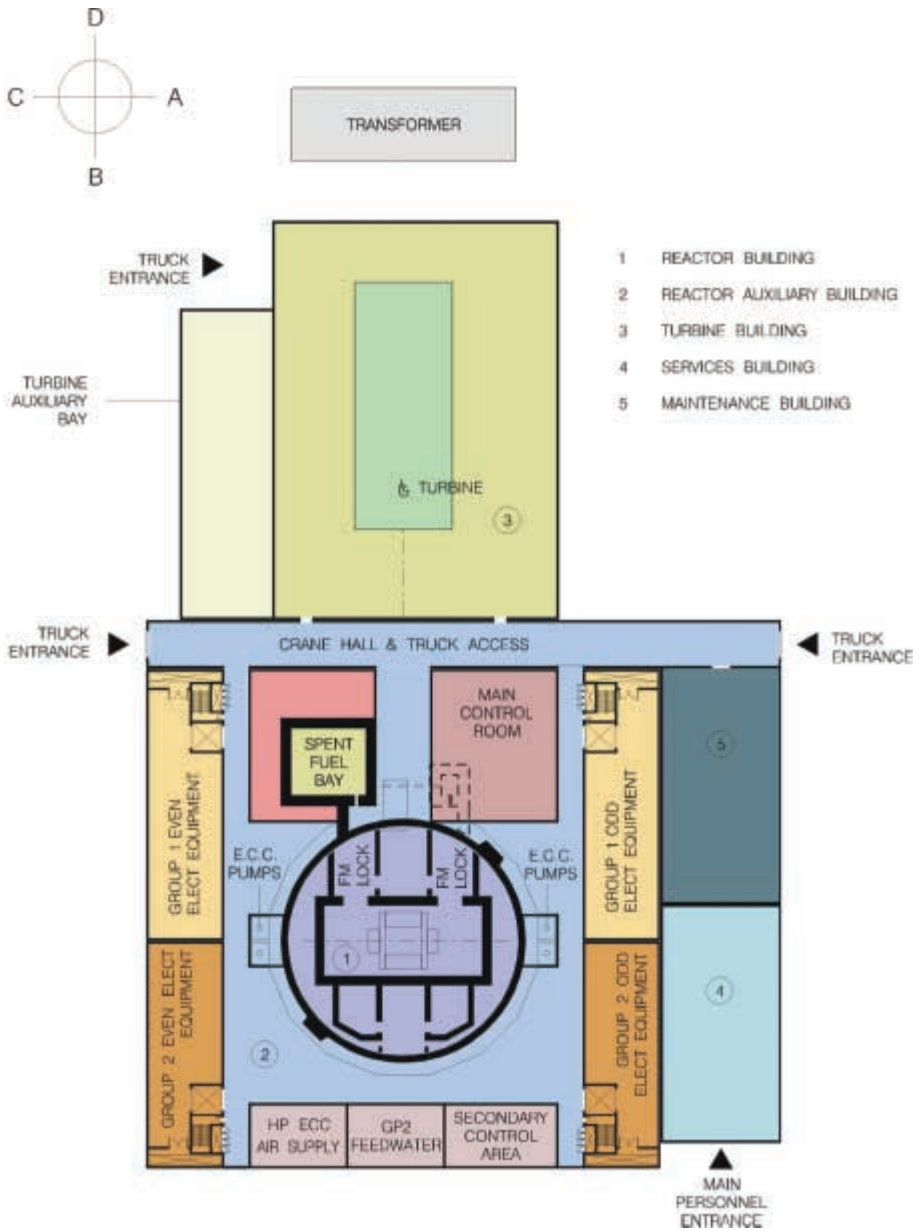 D
C
A
B
TRANSFORMER
TRUCK
ENTRANCE
1 REACTOR BUILDING
2 REACTOR AUXILIARY BUILDING
3 TURBINE BUILDING
4 SERVICES BUILDING
5 MAINTENANCE BUILDING
TURBINE
AUXILIARY
BAY
TURBINE
3
TRUCK
ENTRANCE
CRANE HALL & TRUCK ACCESS
TRUCK
ENTRANCE
MAIN
CONTROL
ROOM
SPENT
FUEL
BAY
5
GROUP 1 EVEN
ELECT EQUIPMENT
E.C.C.
PUMPS
FM
LOCK
FM
LOCK
E.C.C.
PUMPS
GROUP 1 ODD
ELECT EQUIPMENT
1
4
GROUP 2 EVEN ELECT
EQUIPMENT
2
GROUP 2 ODD
ELECT EQUIPMENT
HP ECC
AIR SUPPLY
GP2
FEEDWATER
SECONDARY
CONTROL
AREA
MAIN
PERSONNEL
ENTRANCE